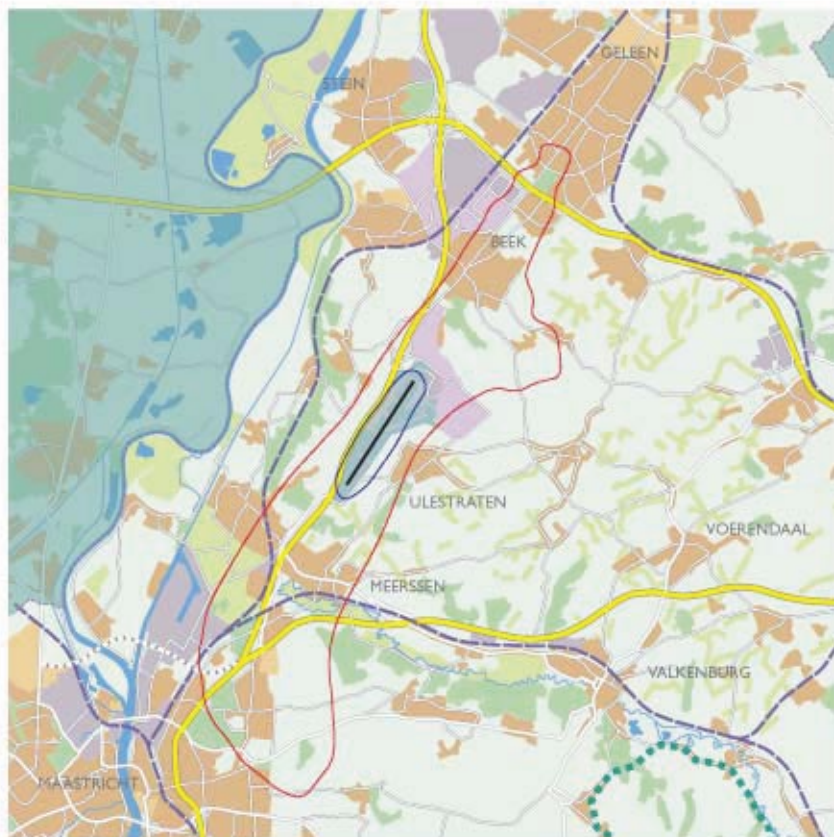 GELEEN
STEIN
BEEK
ULESTRATEN
VOERENDAAL
MEERSSEN
VALKENBURG
MAASTRICHT